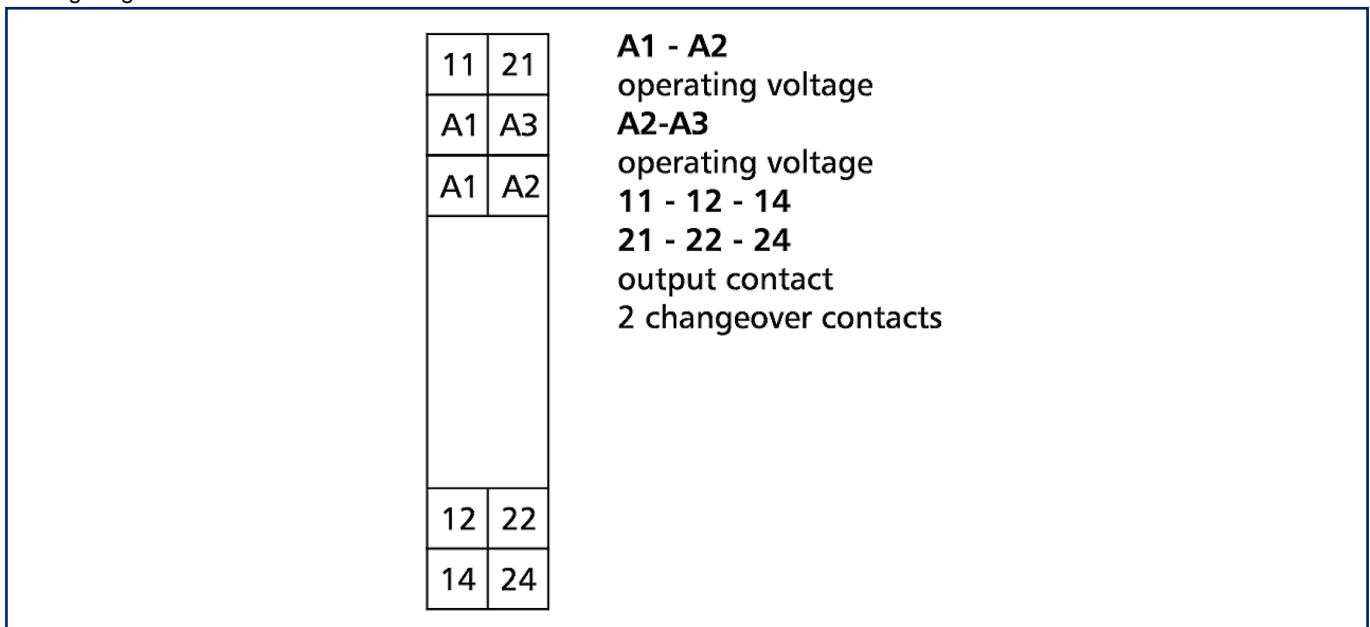 11 21
A1 A3
A1 A2
12 22
14 24
A1 - A2
operating voltage
A2-A3
operating voltage
11 - 12 - 14
21 - 22 - 24
output contact
2 changeover contacts